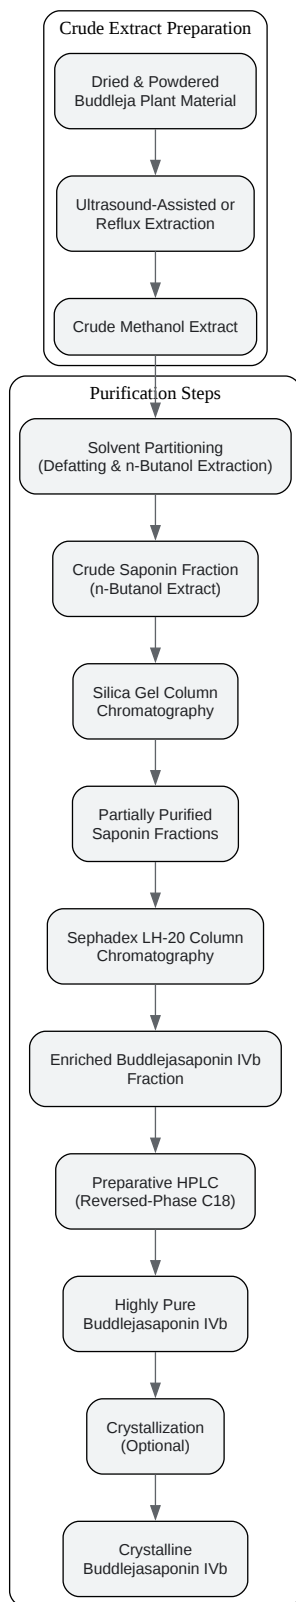 Crude Extract Preparation
Dried & Powdered
Buddleja Plant Material
Ultrasound-Assisted or
Reflux Extraction
Crude Methanol Extract
Purification Steps
Solvent Partitioning
(Defatting & n-Butanol Extraction)
Crude Saponin Fraction
(n-Butanol Extract)
Silica Gel Column
Chromatography
Partially Purified
Saponin Fractions
Sephadex LH-20 Column
Chromatography
Enriched Buddlejasaponin IVb
Fraction
Preparative HPLC
(Reversed-Phase C18)
Highly Pure
Buddlejasaponin IVb
Crystallization
(Optional)
Crystalline
Buddlejasaponin IVb